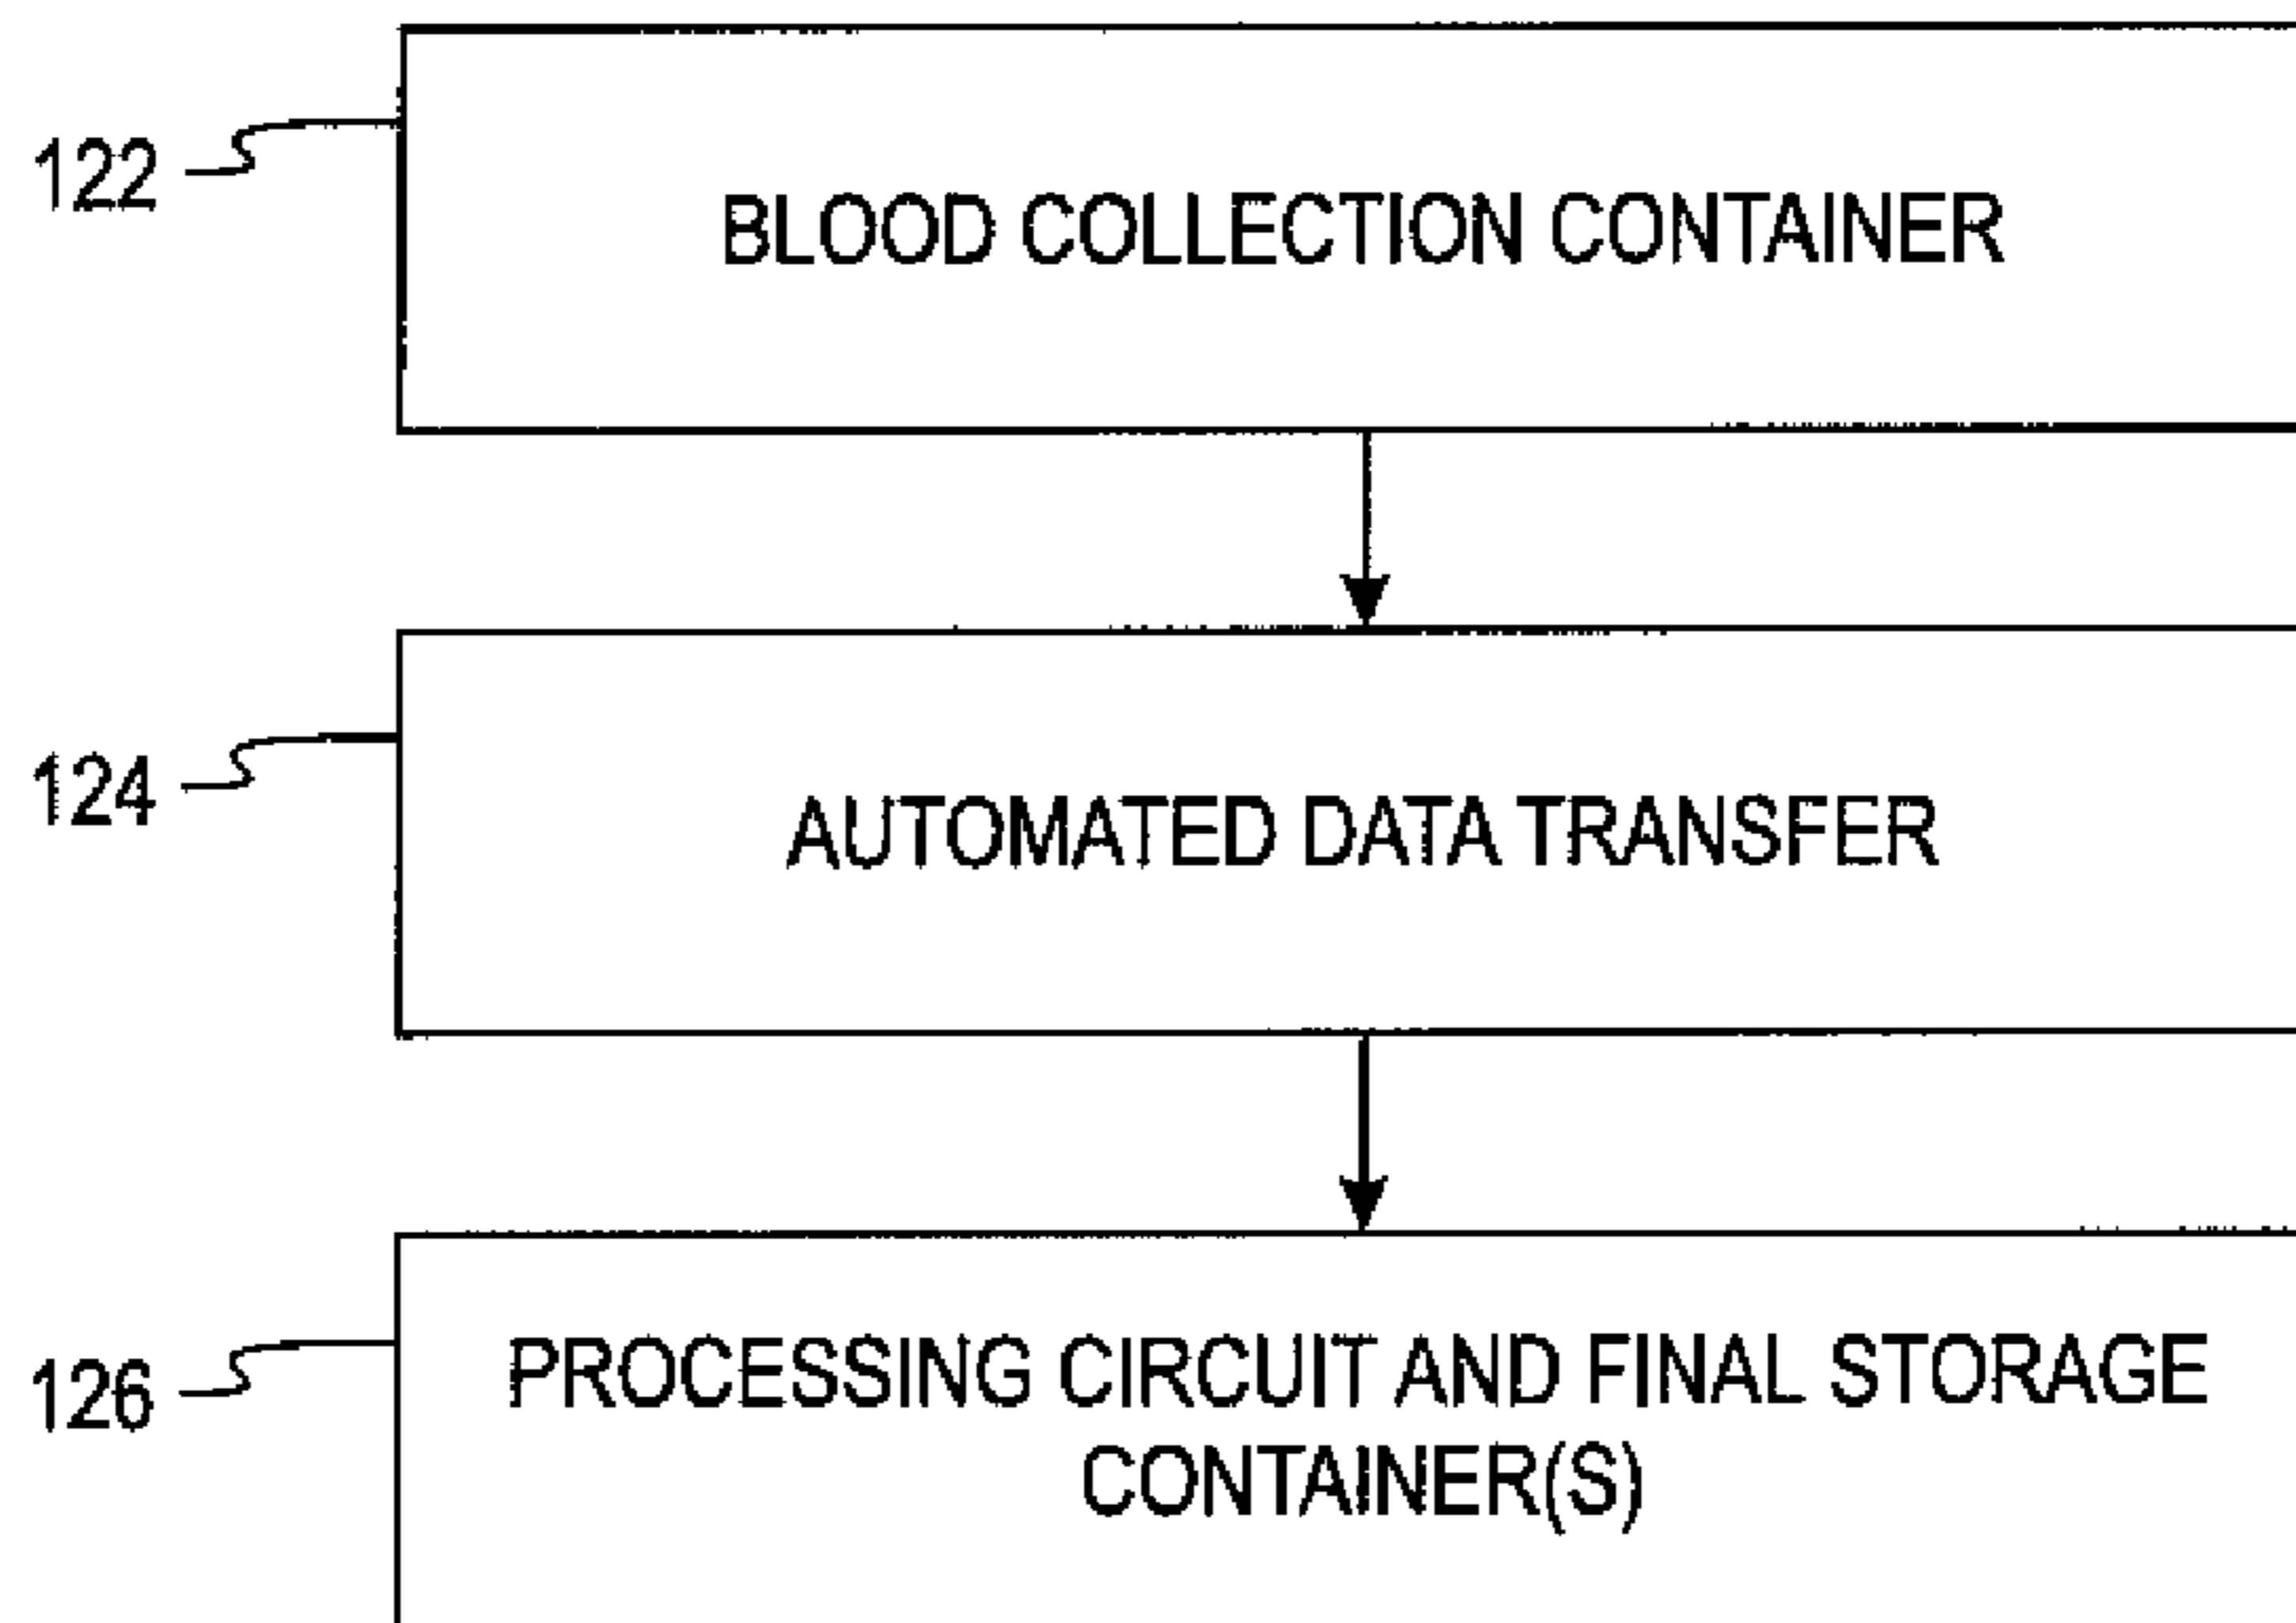 122
BLOOD COLLECTION CONTAINER
124
AUTOMATED DATA TRANSFER
126
PROCESSING CIRCUIT AND FINAL STORAGE
CONTAINER(S)